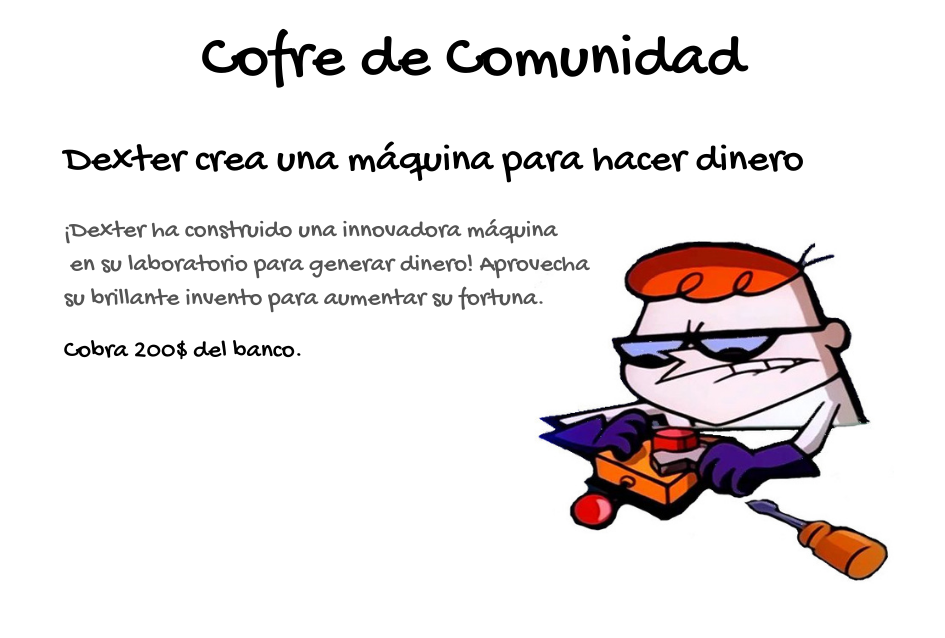 Cofre de Comunidad
Dexter crea una máquina para hacer dinero
¡Dexter ha construido una innovadora máquina
en su laboratorio para generar dinero! Aprovecha
su brillante invento para aumentar su fortuna.
Cobra 200$ del banco.